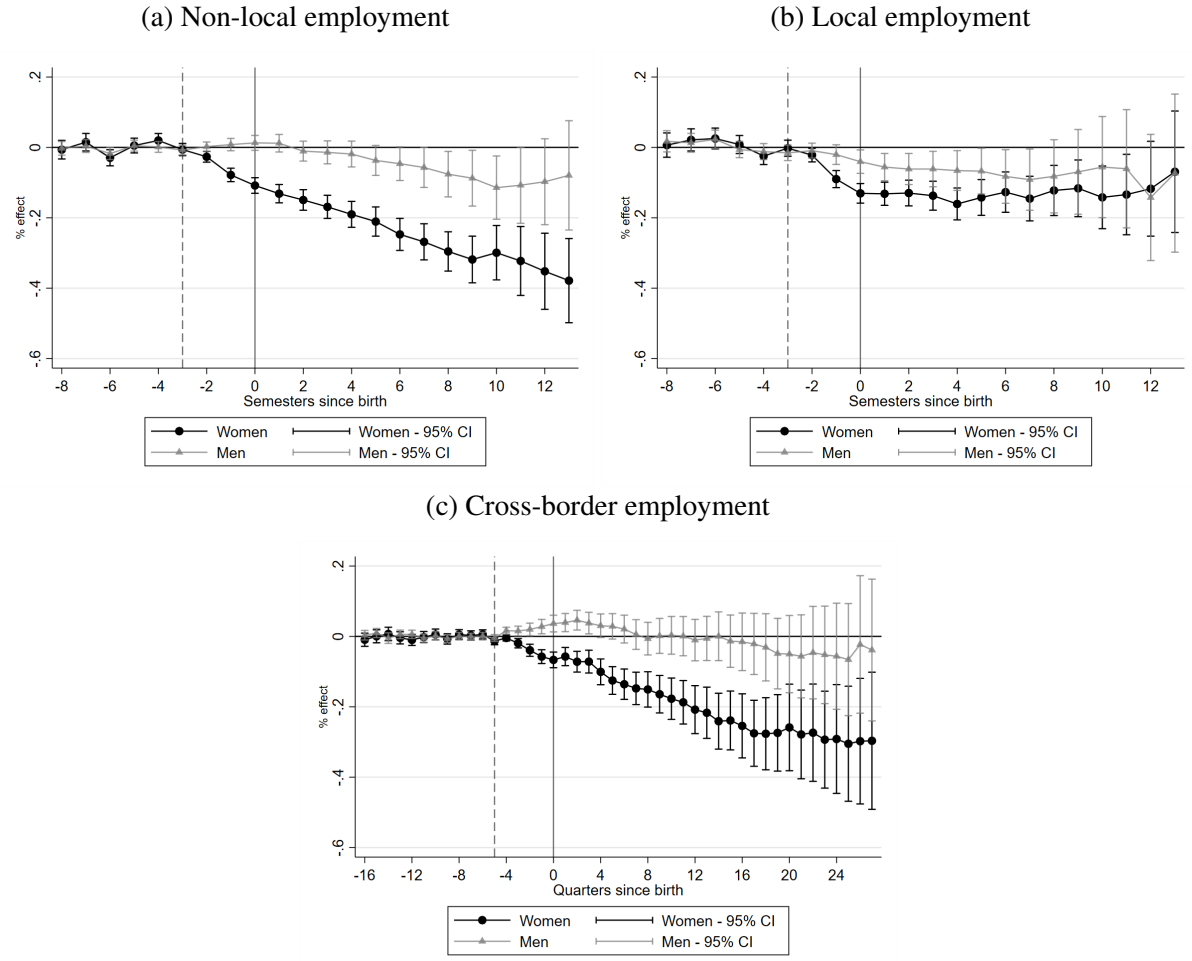 (a) Non-local employment
.2
0
-.2
-.4
-.6
% effect
-8 -6 -4 -2 0 2 4 6 8 10 12
Semesters since birth
Women Women - 95% CI
Men Men - 95% CI
(b) Local employment
.2
0
-.2
-.4
-.6
% effect
-8 -6 -4 -2 0 2 4 6 8 10 12
Semesters since birth
Women Women - 95% CI
Men Men - 95% CI
(c) Cross-border employment
.2
0
-.2
-.4
-.6
% effect
-16 -12 -8 -4 0 4 8 12 16 20 24
Quarters since birth
Women Women - 95% CI
Men Men - 95% CI